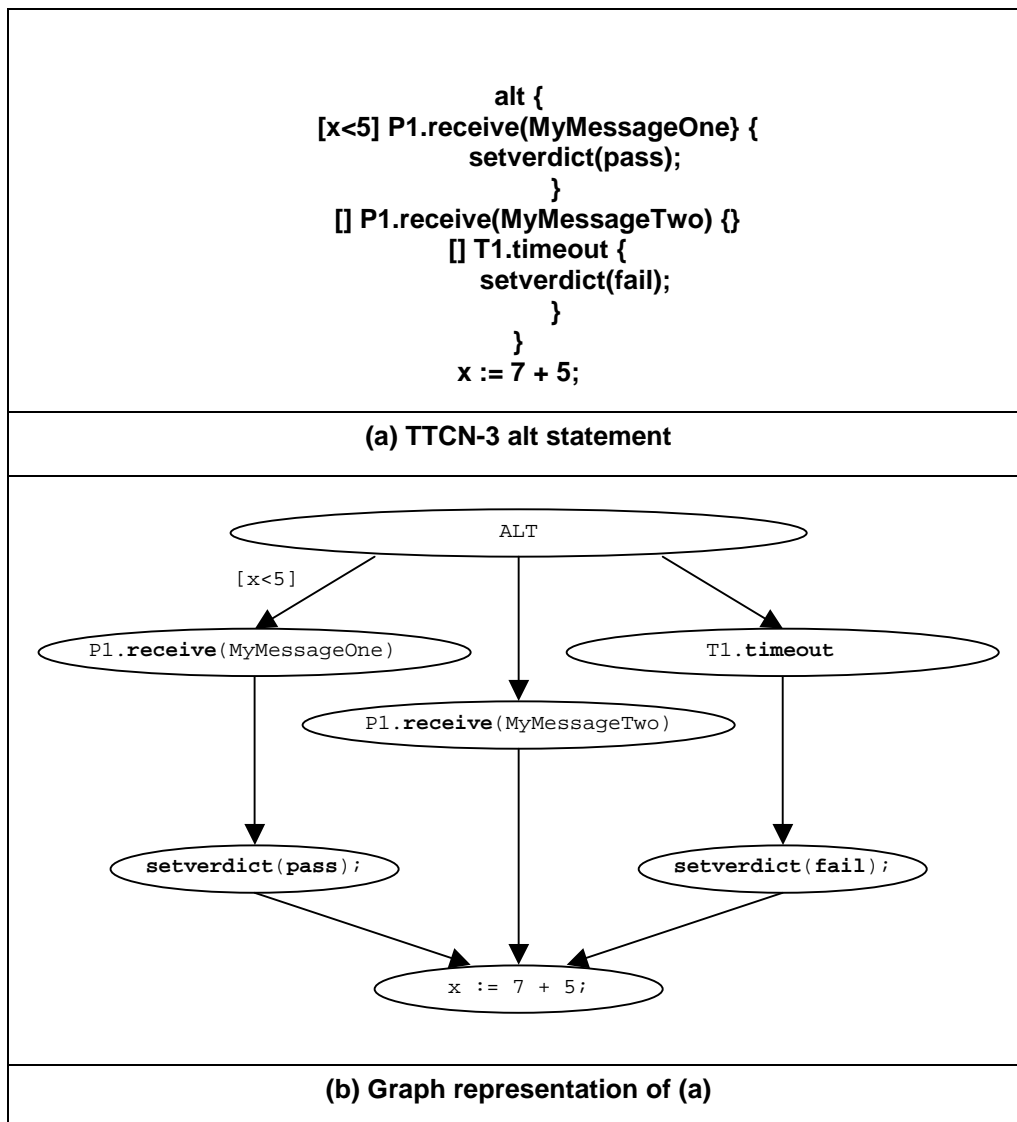 alt {
[x<5] P1.receive(MyMessageOne} {
setverdict(pass);
}
[] P1.receive(MyMessageTwo) {}
[] T1.timeout {
setverdict(fail);
}
}
x := 7 + 5;
(a) TTCN-3 alt statement
ALT
[x<5]
P1.receive(MyMessageOne)
T1.timeout
P1.receive(MyMessageTwo)
setverdict(pass);
setverdict(fail);
x := 7 + 5;
(b) Graph representation of (a)